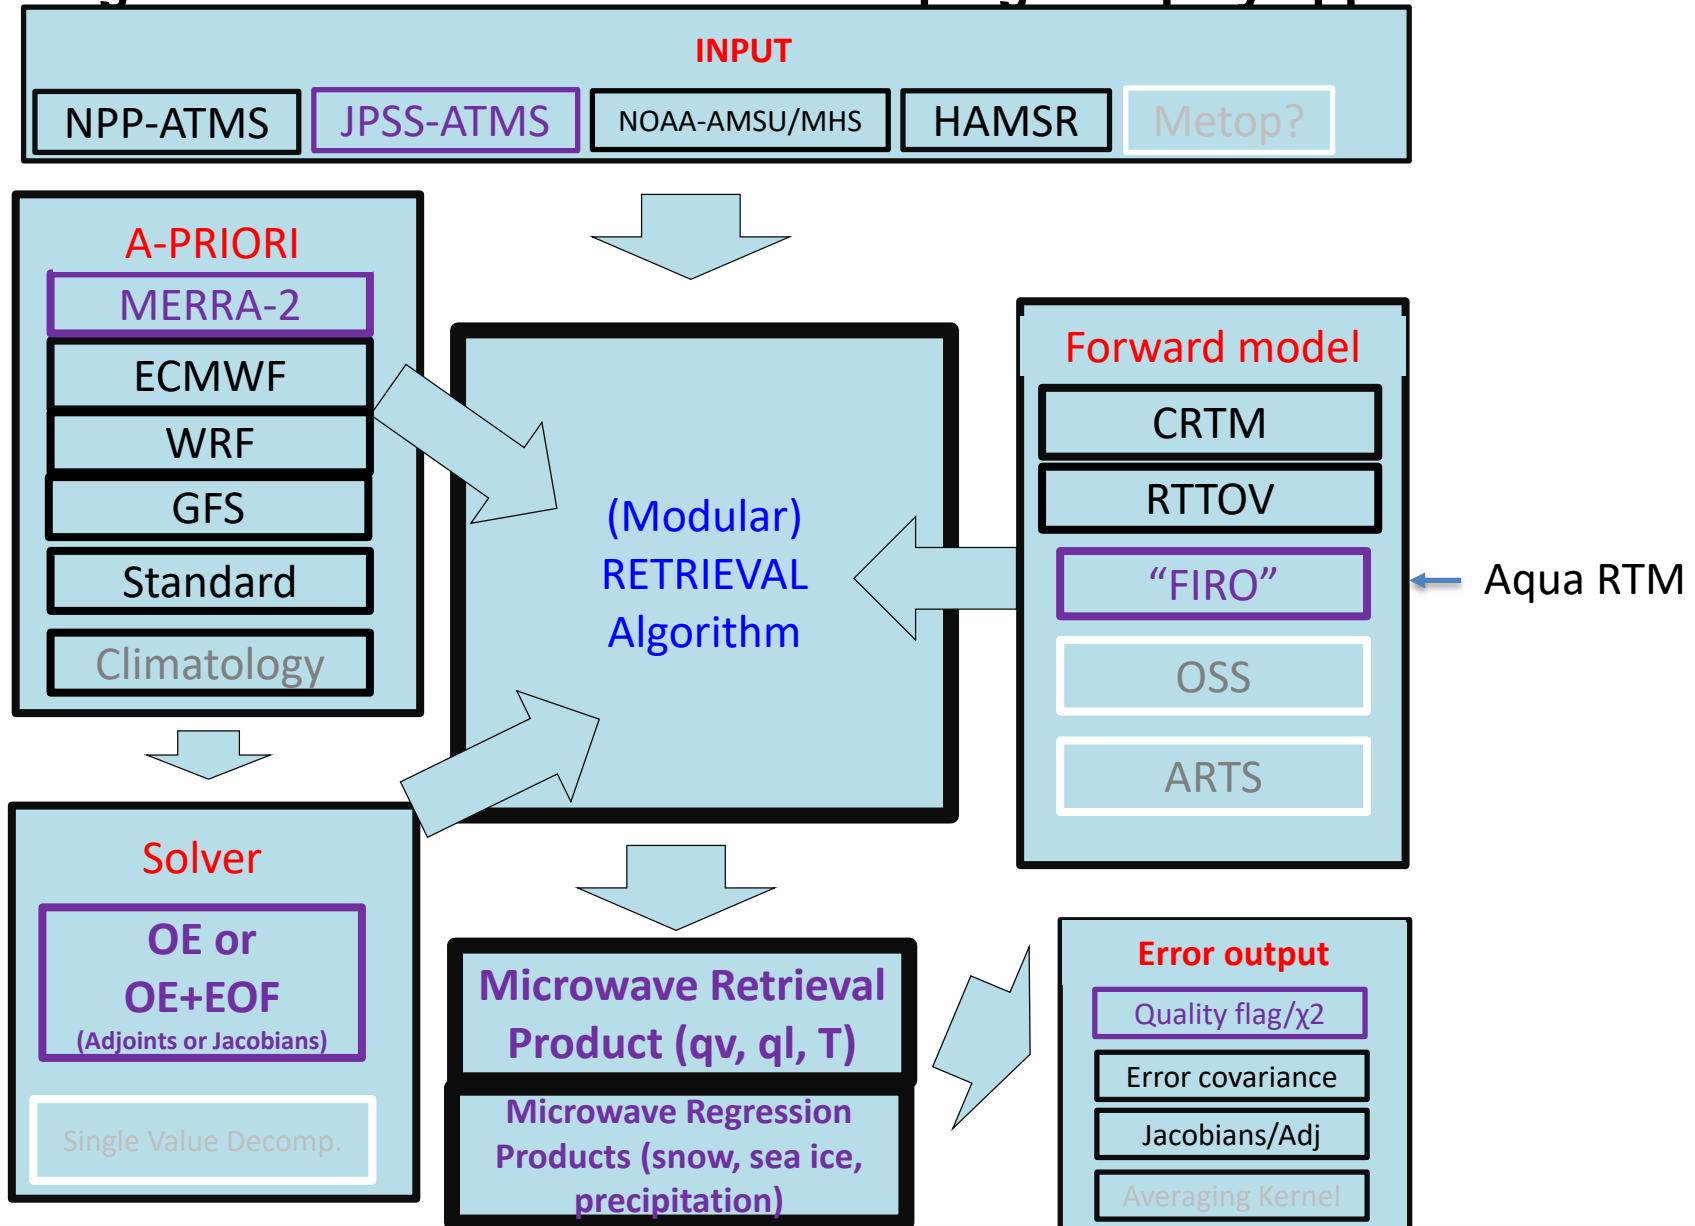 INPUT
NPP-ATMS
JPSS-ATMS
NOAA-AMSU/MHS
HAMSR
Metop?
A-PRIORI
MERRA-2
ECMWF
WRF
GFS
Standard
Climatology
(Modular)
RETRIEVAL
Algorithm
Forward model
CRTM
RTTOV
“FIRO”
OSS
ARTS
Aqua RTM
Solver
OE or
OE+EOF
(Adjoints or Jacobians)
Single Value Decomp.
Microwave Retrieval
Product (qv, ql, T)
Microwave Regression
Products (snow, sea ice,
precipitation)
Error output
Quality flag/χ2
Error covariance
Jacobians/Adj
Averaging Kernel